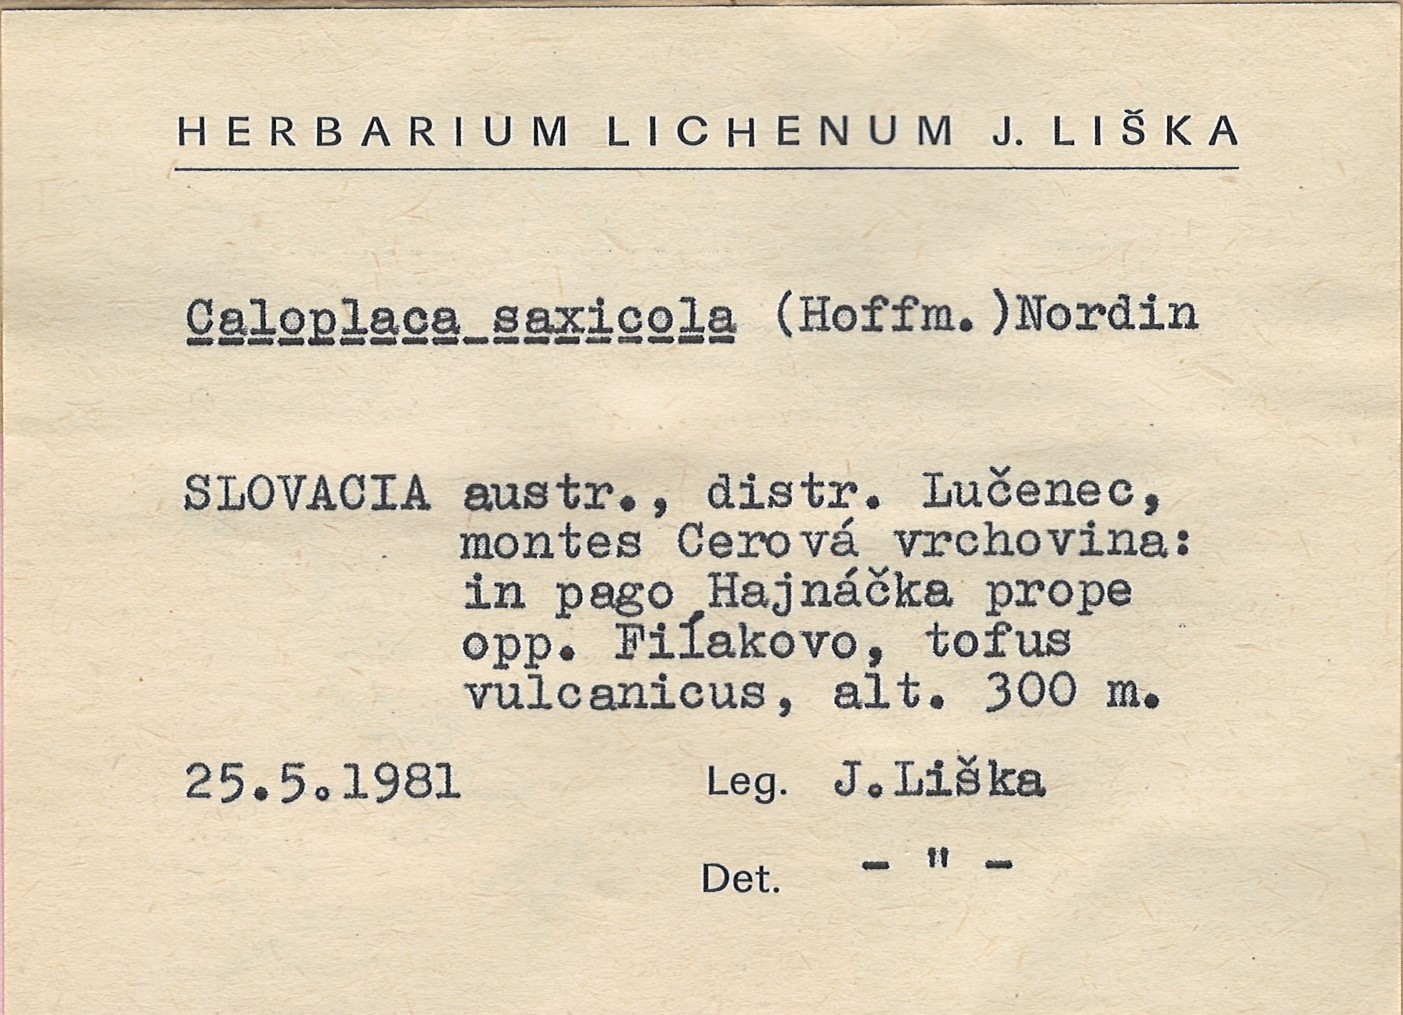 HERBARIUM LICHENUM J. LIŠKA
Caloplaca saxicola (Hoffm.)Nordin
SLOVACIA austr., distr. Lučenec,
montes Cerová vrchovina:
in pago Hajnáčka prope
opp. Fiĺakovo, tofus
vulcanicus, alt. 300 m.
25.5.1981 Leg. J.Liška
Det. - " -